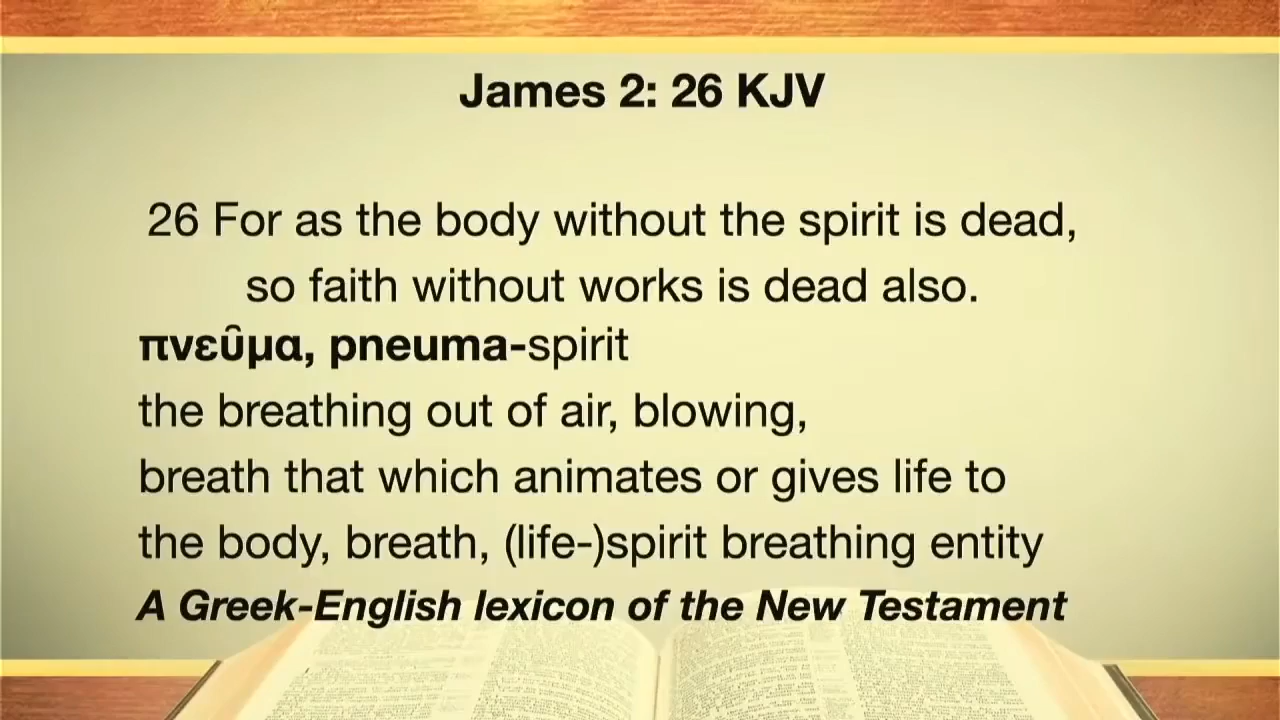 James 2: 26 KJV
26 For as the body without the spirit is dead,
so faith without works is dead also.
πνεῦμα, pneuma-spirit
the breathing out of air, blowing,
breath that which animates or gives life to
the body, breath, (life-)spirit breathing entity
A Greek-English lexicon of the New Testament